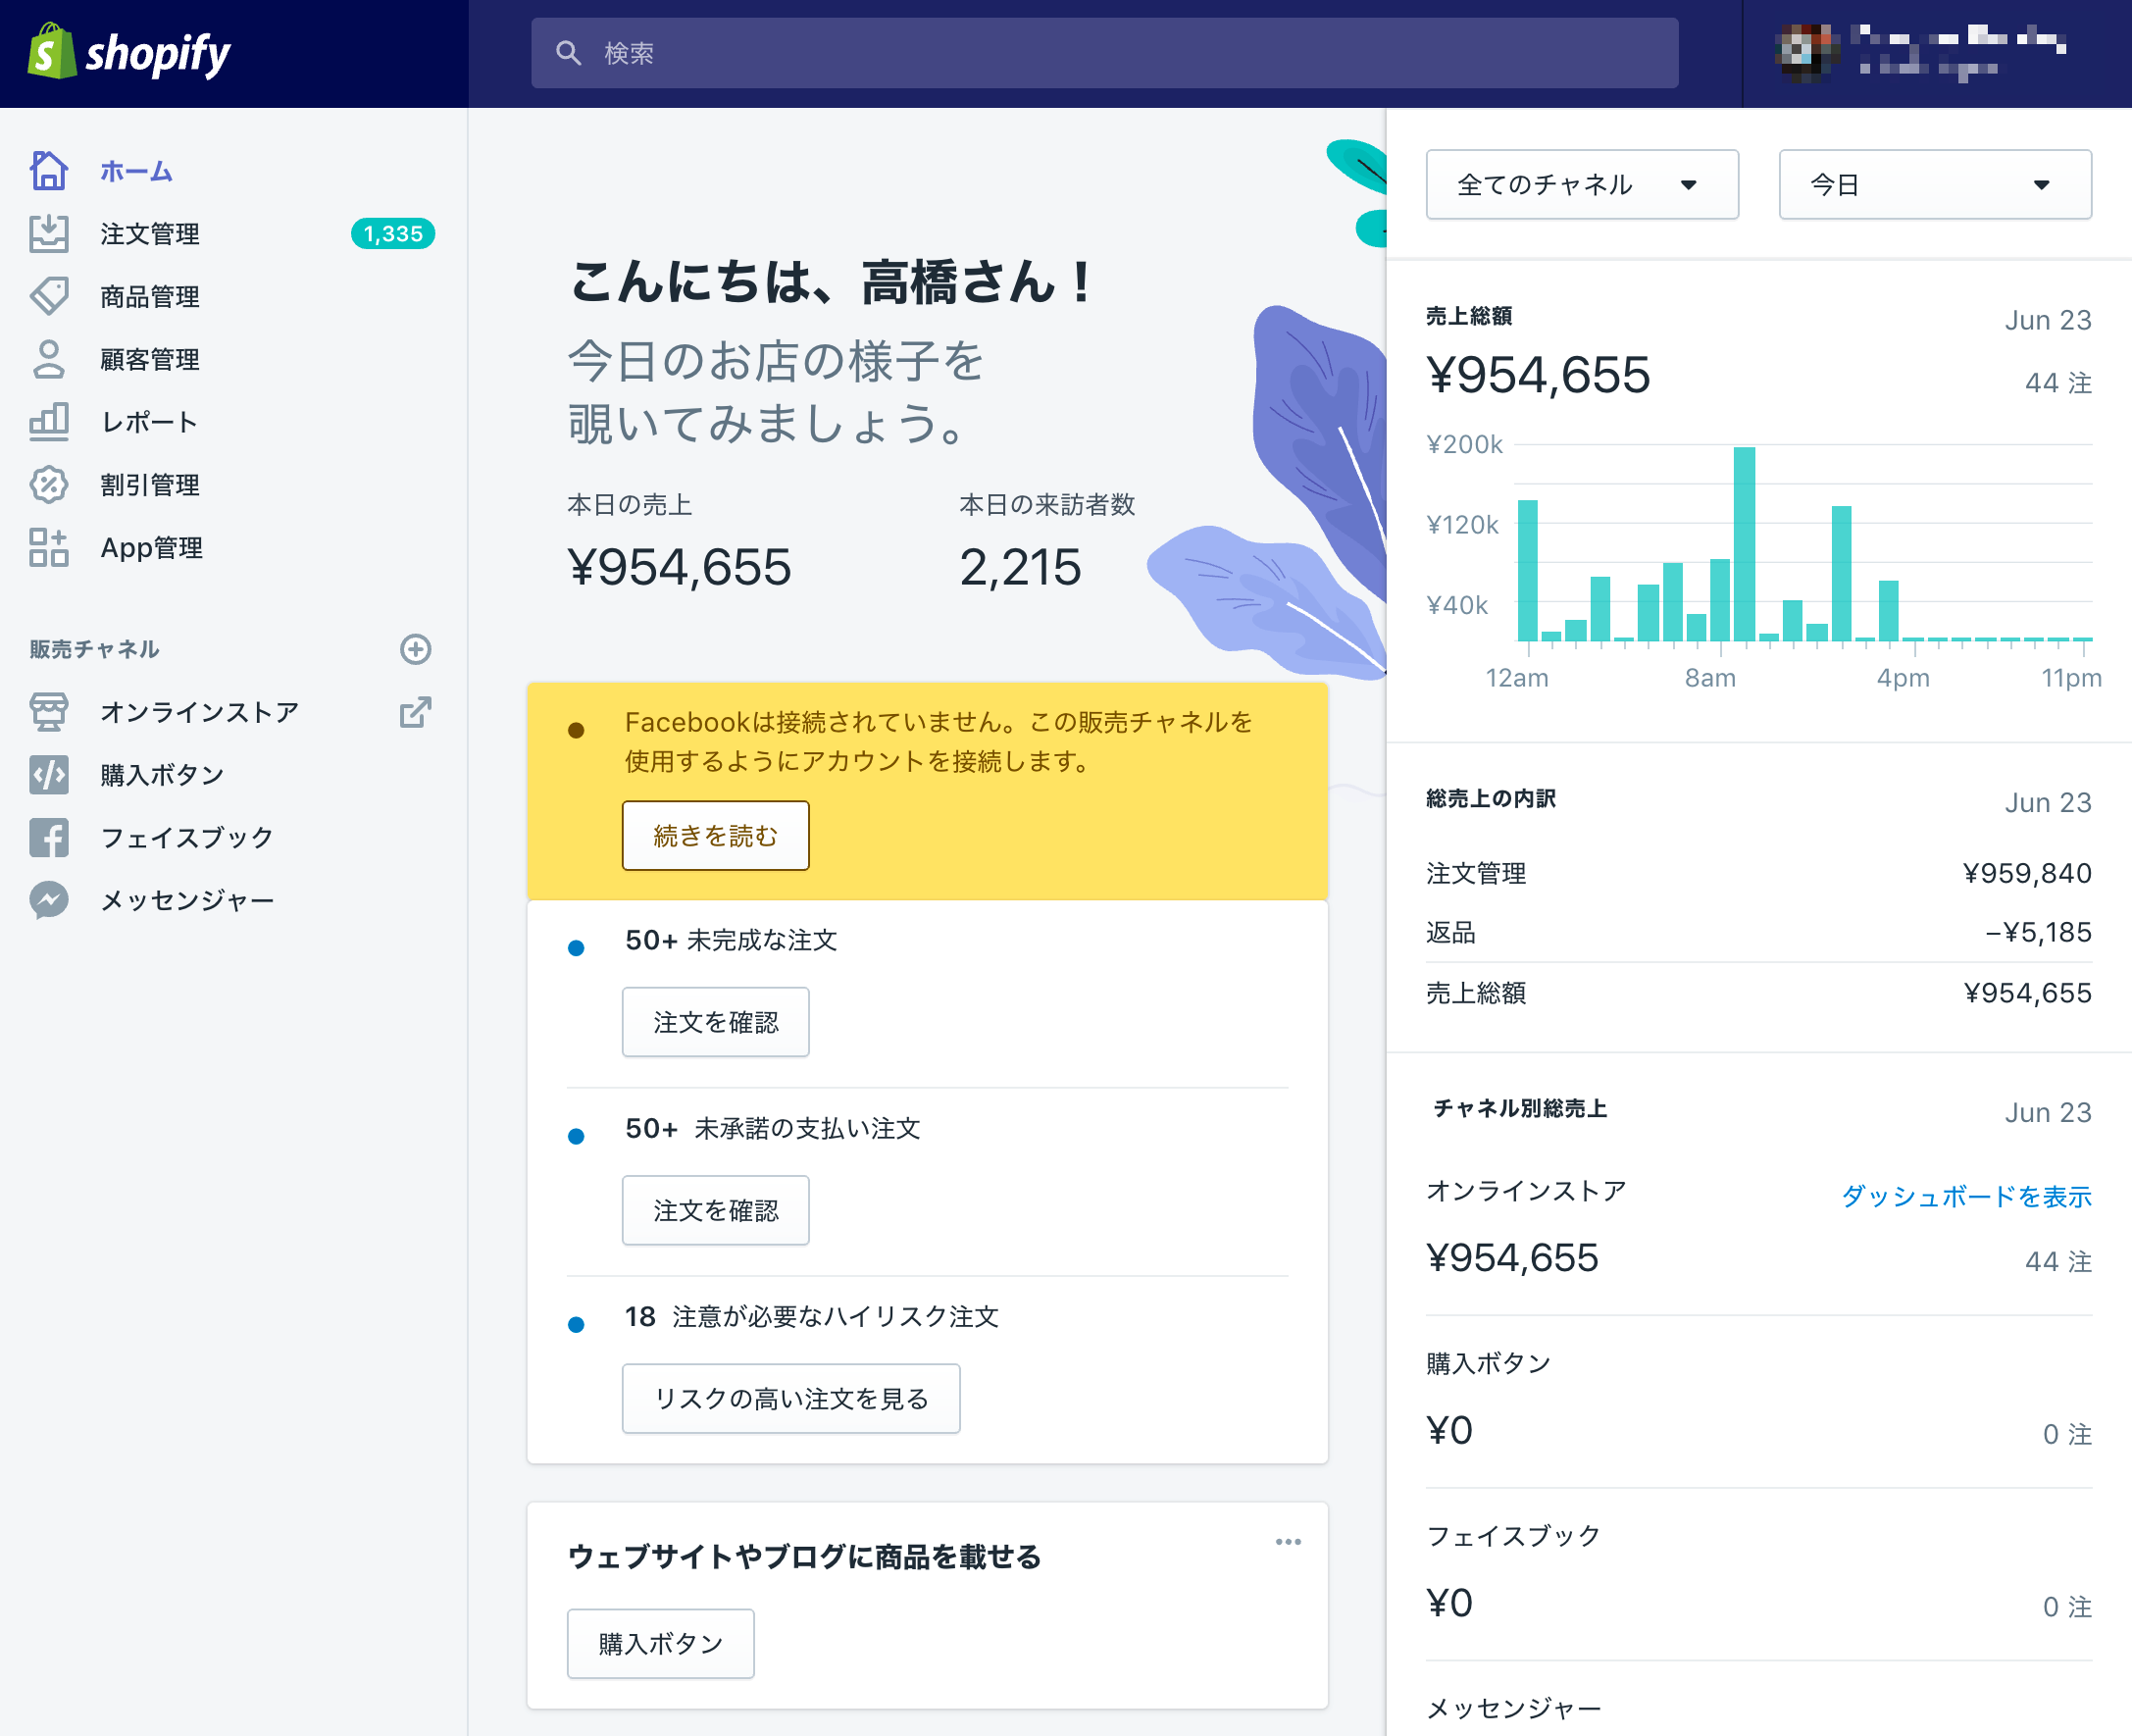 shopify
検索
ホーム
注文管理
1,335
商品管理
顧客管理
レポート
割引管理
App管理
販売チャネル
オンラインストア
購入ボタン
フェイスブック
メッセンジャー
こんにちは、高橋さん！
今日のお店の様子を
覗いてみましょう。
本日の売上
本日の来訪者数
¥954,655
2,215
Facebookは接続されていません。この販売チャネルを
使用するようにアカウントを接続します。
続きを読む
50+ 未完成な注文
注文を確認
50+ 未承諾の支払い注文
注文を確認
18 注意が必要なハイリスク注文
リスクの高い注文を見る
ウェブサイトやブログに商品を載せる
購入ボタン
全てのチャネル
今日
売上総額
Jun 23
¥954,655
44 注
¥200k
¥120k
¥40k
12am
8am
4pm
11pm
総売上の内訳
Jun 23
注文管理
¥959,840
返品
−¥5,185
売上総額
¥954,655
チャネル別総売上
Jun 23
オンラインストア
ダッシュボードを表示
¥954,655
44 注
購入ボタン
¥0
0 注
フェイスブック
¥0
0 注
メッセンジャー